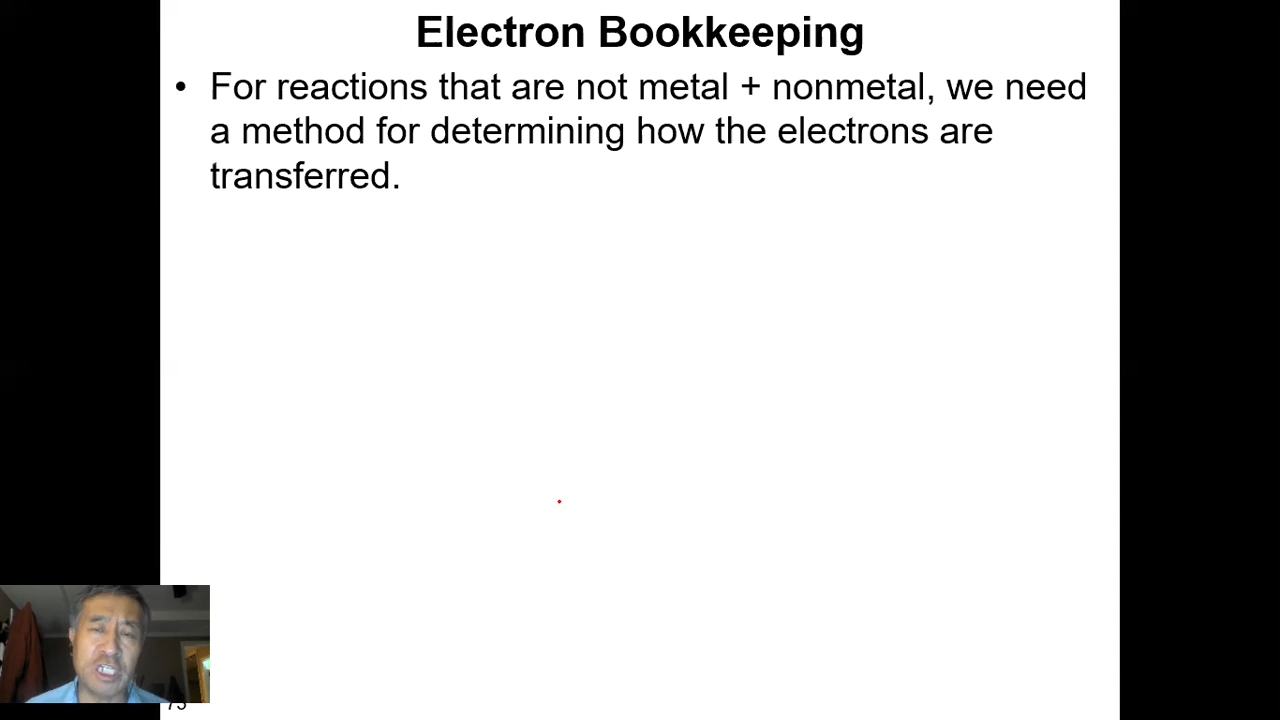 Electron Bookkeeping
• For reactions that are not metal + nonmetal, we need
a method for determining how the electrons are
transferred.